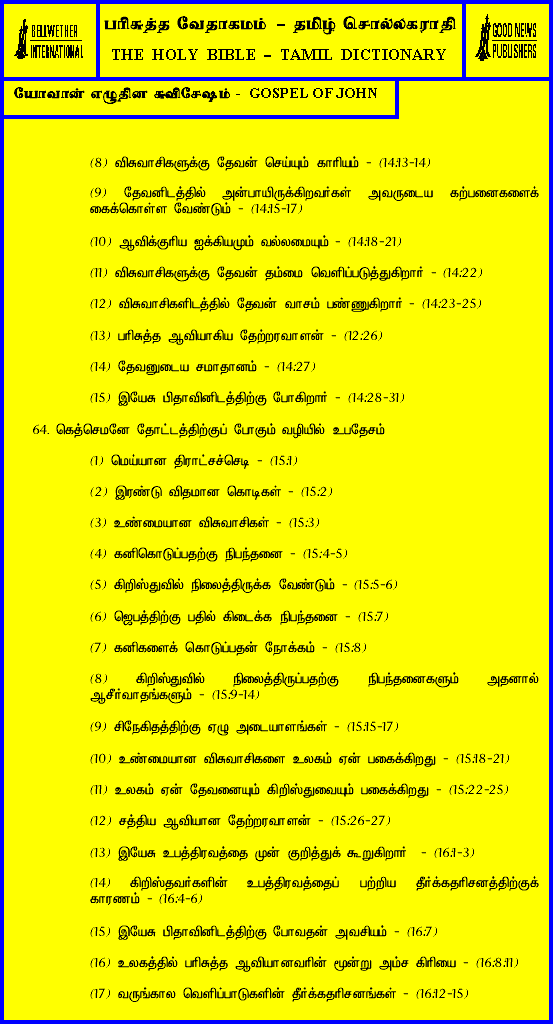 BELLWETHER
INTERNATIONAL
பரிசுத்த வேதாகமம் – தமிழ் சொல்லகராதி
THE HOLY BIBLE – TAMIL DICTIONARY
GOOD NEWS
PUBLISHERS
யோவான் எழுதின சுவிசேஷம் - GOSPEL OF JOHN
(8) விசுவாசிகளுக்கு தேவன் செய்யும் காரியம் - (14:13-14)
(9) தேவனிடத்தில் அன்பாயிருக்கிறவர்கள் அவருடைய கற்பனைகளைக்
கைக்கொள்ள வேண்டும் - (14:15-17)
(10) ஆவிக்குரிய ஐக்கியமும் வல்லமையும் - (14:18-21)
(11) விசுவாசிகளுக்கு தேவன் தம்மை வெளிப்படுத்துகிறார் - (14:22)
(12) விசுவாசிகளிடத்தில் தேவன் வாசம் பண்ணுகிறார் - (14:23-25)
(13) பரிசுத்த ஆவியாகிய தேற்றரவாளன் - (12:26)
(14) தேவனுடைய சமாதானம் - (14:27)
(15) இயேசு பிதாவினிடத்திற்கு போகிறார் - (14:28-31)
64. கெத்செமனே தோட்டத்திற்குப் போகும் வழியில் உபதேசம்
(1) மெய்யான திராட்சச்செடி - (15:1)
(2) இரண்டு விதமான கொடிகள் - (15:2)
(3) உண்மையான விசுவாசிகள் - (15:3)
(4) கனிகொடுப்பதற்கு நிபந்தனை - (15:4-5)
(5) கிறிஸ்துவில் நிலைத்திருக்க வேண்டும் - (15:5-6)
(6) ஜெபத்திற்கு பதில் கிடைக்க நிபந்தனை - (15:7)
(7) கனிகளைக் கொடுப்பதன் நோக்கம் - (15:8)
(8) கிறிஸ்துவில் நிலைத்திருப்பதற்கு நிபந்தனைகளும் அதனால்
ஆசீர்வாதங்களும் - (15:9-14)
(9) சிநேகிதத்திற்கு ஏழு அடையாளங்கள் - (15:15-17)
(10) உண்மையான விசுவாசிகளை உலகம் ஏன் பகைக்கிறது - (15:18-21)
(11) உலகம் ஏன் தேவனையும் கிறிஸ்துவையும் பகைக்கிறது - (15:22-25)
(12) சத்திய ஆவியான தேற்றரவாளன் - (15:26-27)
(13) இயேசு உபத்திரவத்தை முன் குறித்துக் கூறுகிறார் - (16:1-3)
(14) கிறிஸ்தவர்களின் உபத்திரவத்தைப் பற்றிய தீர்க்கதரிசனத்திற்குக்
காரணம் - (16:4-6)
(15) இயேசு பிதாவினிடத்திற்கு போவதன் அவசியம் - (16:7)
(16) உலகத்தில் பரிசுத்த ஆவியானவரின் மூன்று அம்ச கிரியை - (16:8:11)
(17) வருங்கால வெளிப்பாடுகளின் தீர்க்கதரிசனங்கள் - (16:12-15)